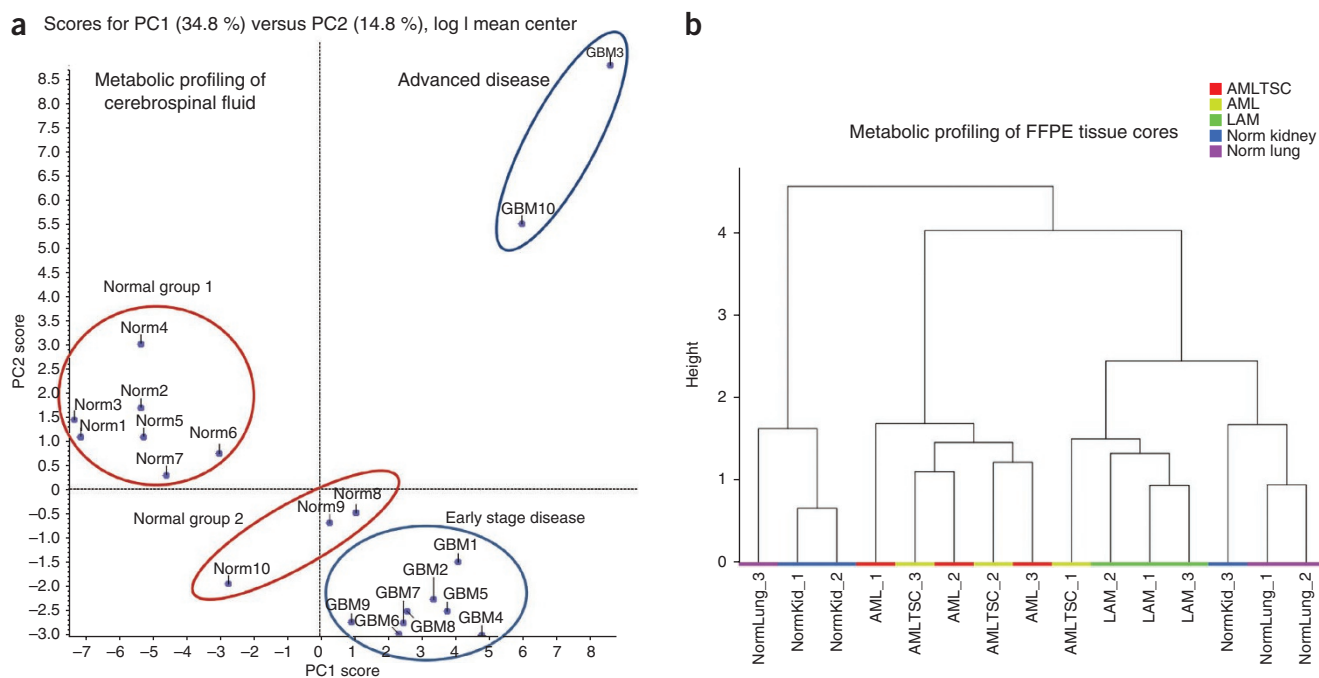 a
Scores for PC1 (34.8 %) versus PC2 (14.8 %), log I mean center
Metabolic profiling of
cerebrospinal fluid
Advanced disease
GBM3
GBM10
Normal group 1
Norm4
Norm2
Norm3
Norm1
Norm5
Norm6
Norm7
Normal group 2
Norm9
Norm8
Norm10
Early stage disease
GBM1
GBM2
GBM7
GBM5
GBM9
GBM6
GBM8
GBM4
PC2 score
8.5
8.0
7.5
7.0
6.5
6.0
5.5
5.0
4.5
4.0
3.5
3.0
2.5
2.0
1.5
1.0
0.5
0
–0.5
–1.0
–1.5
–2.0
–2.5
–3.0
–7 –6 –5 –4 –3 –2 –1 0 1 2 3 4 5 6 7 8
PC1 score
b
AMLTSC
AML
LAM
Norm kidney
Norm lung
Metabolic profiling of FFPE tissue cores
Height
4
3
2
1
0
NormLung_3
NormKid_1
NormKid_2
AML_1
AMLTSC_3
AML_2
AMLTSC_2
AML_3
AMLTSC_1
LAM_2
LAM_1
LAM_3
NormKid_3
NormLung_1
NormLung_2